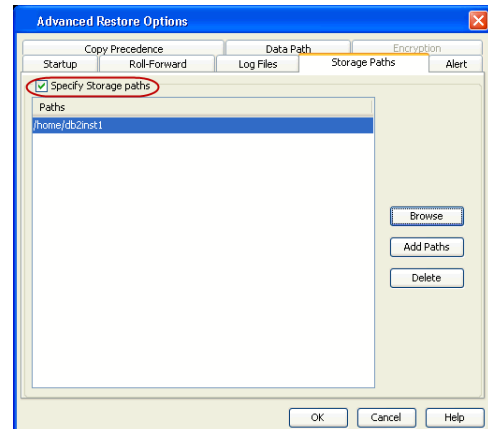 Advanced Restore Options
Copy Precedence Data Path Encryption
Startup Roll-Forward Log Files Storage Paths Alert
Specify Storage paths
Paths
/home/db2inst1
Browse
Add Paths
Delete
OK Cancel Help